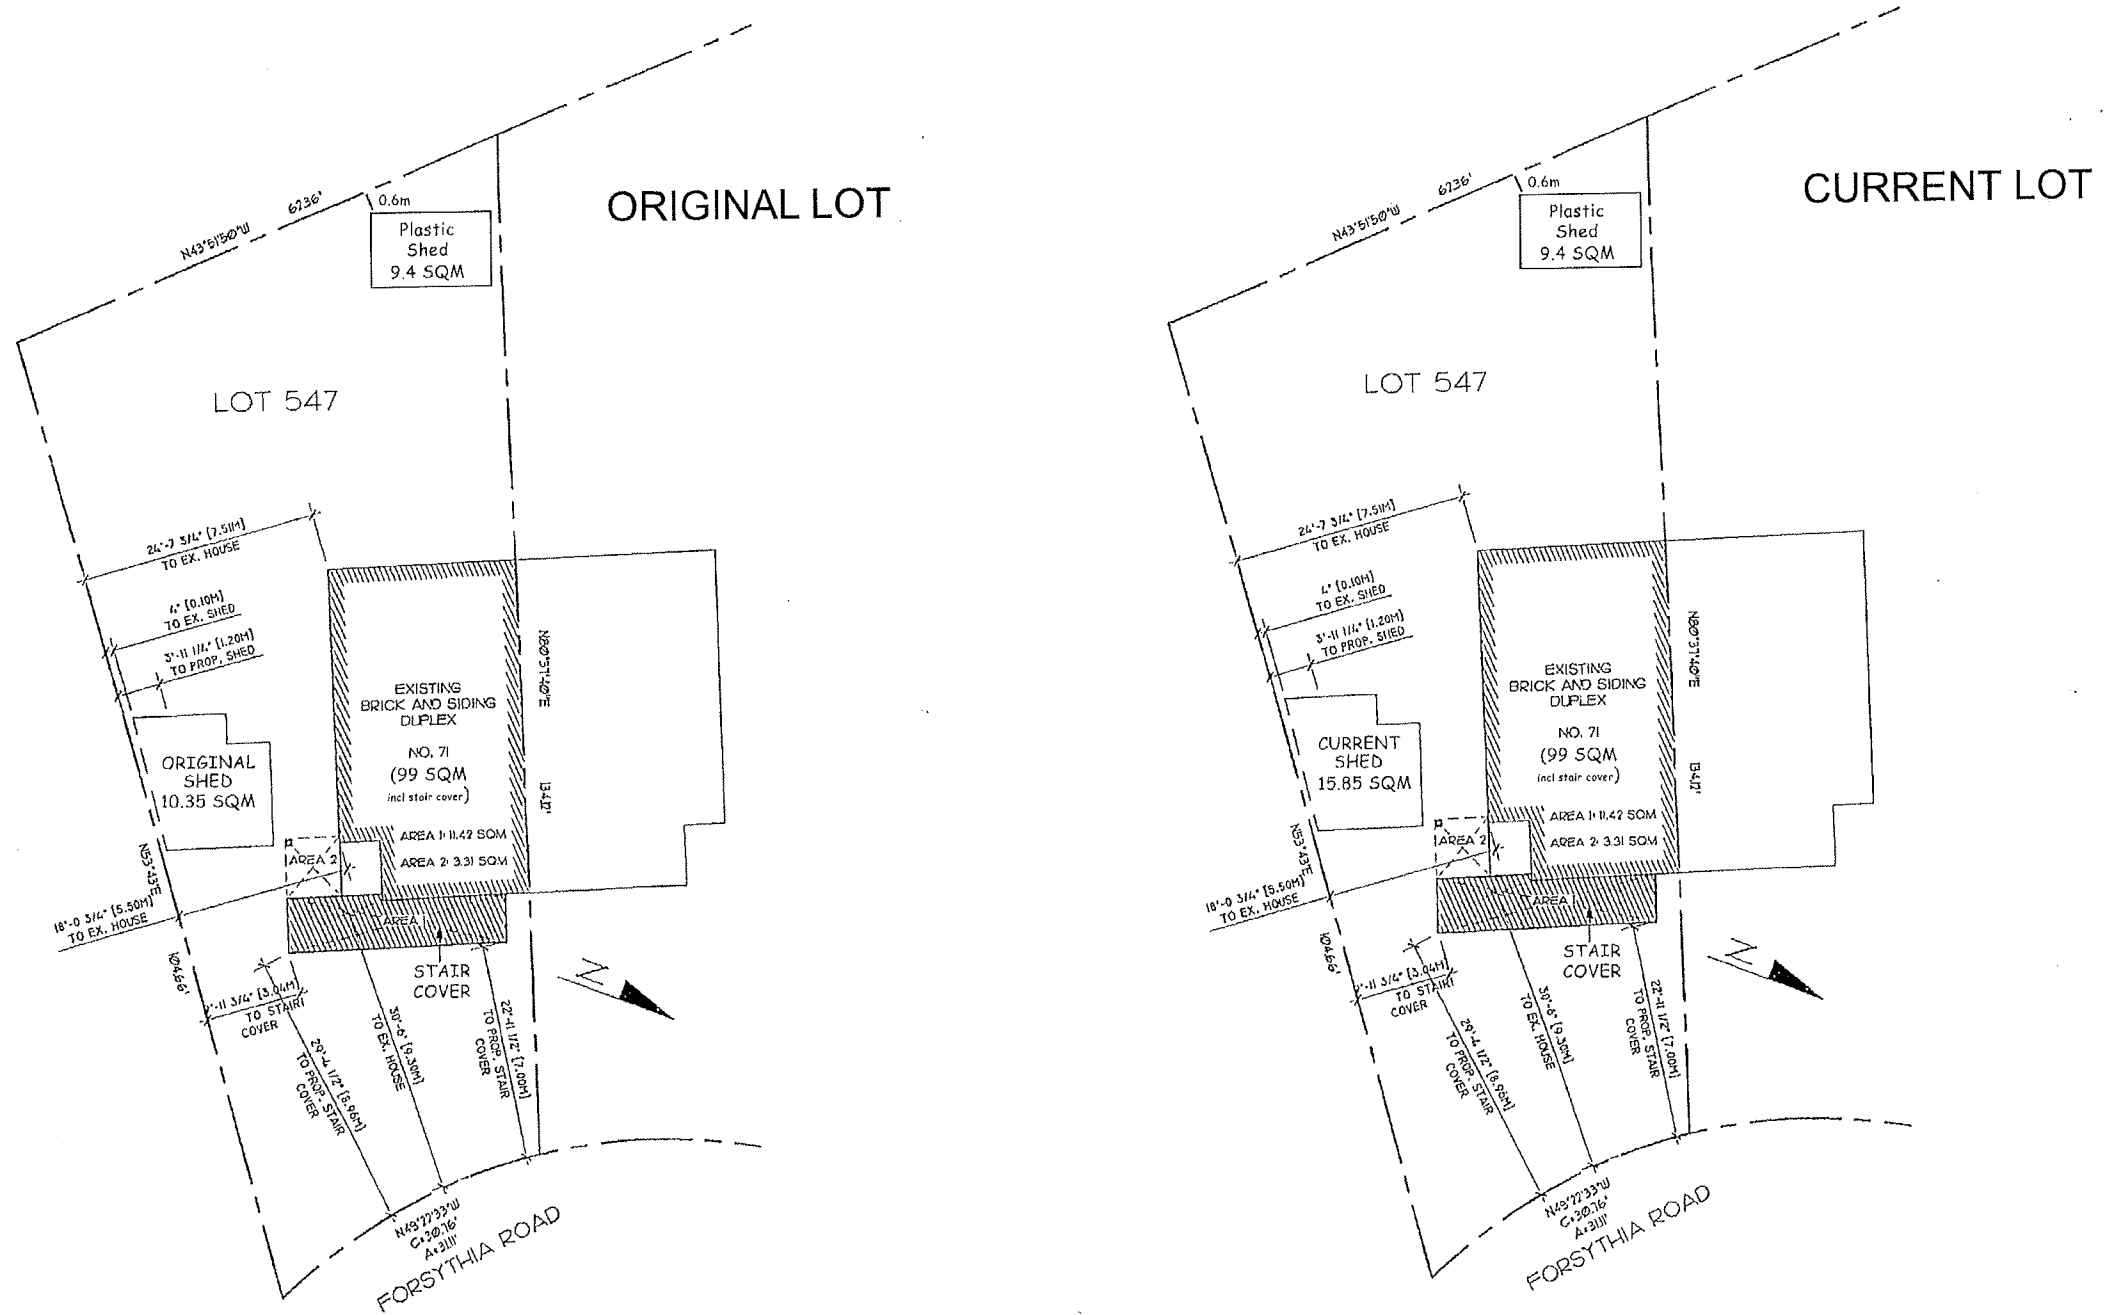 ORIGINAL LOT
6236'
N43°51'50"W
0.6m
Plastic
Shed
9.4 SQM
LOT 547
24'-7 3/4" [7.51M]
TO EX. HOUSE
4" [0.10M]
TO EX. SHED
3'-11 1/4" [1.20M]
TO PROP. SHED
EXISTING
BRICK AND SIDING
DUPLEX
NO. 71
(99 SQM
incl stair cover)
N80°37'40"E
134.12'
ORIGINAL
SHED
10.35 SQM
AREA 1: 11.42 SQM
AREA 2: 3.31 SQM
AREA 2
N53°43'E
18'-0 3/4" [5.50M]
TO EX. HOUSE
AREA 1
104.66'
STAIR
COVER
N
'-11 3/4" [3.04M]
TO STAIR
COVER
29'-4 1/2" [8.96M]
TO PROP. STAIR
COVER
30'-6" [9.30M]
TO EX. HOUSE
22'-11 1/2" [7.00M]
TO PROP. STAIR
COVER
N49°22'33"W
C=30.76'
A=31.11'
FORSYTHIA ROAD
CURRENT LOT
6236'
N43°51'50"W
0.6m
Plastic
Shed
9.4 SQM
LOT 547
24'-7 3/4" [7.51M]
TO EX. HOUSE
4" [0.10M]
TO EX. SHED
3'-11 1/4" [1.20M]
TO PROP. SHED
EXISTING
BRICK AND SIDING
DUPLEX
NO. 71
(99 SQM
incl stair cover)
N80°37'40"E
134.12'
CURRENT
SHED
15.85 SQM
AREA 1: 11.42 SQM
AREA 2: 3.31 SQM
AREA 2
N53°43'E
18'-0 3/4" [5.50M]
TO EX. HOUSE
AREA 1
104.66'
STAIR
COVER
N
'-11 3/4" [3.04M]
TO STAIR
COVER
29'-4 1/2" [8.96M]
TO PROP. STAIR
COVER
30'-6" [9.30M]
TO EX. HOUSE
22'-11 1/2" [7.00M]
TO PROP. STAIR
COVER
N49°22'33"W
C=30.76'
A=31.11'
FORSYTHIA ROAD